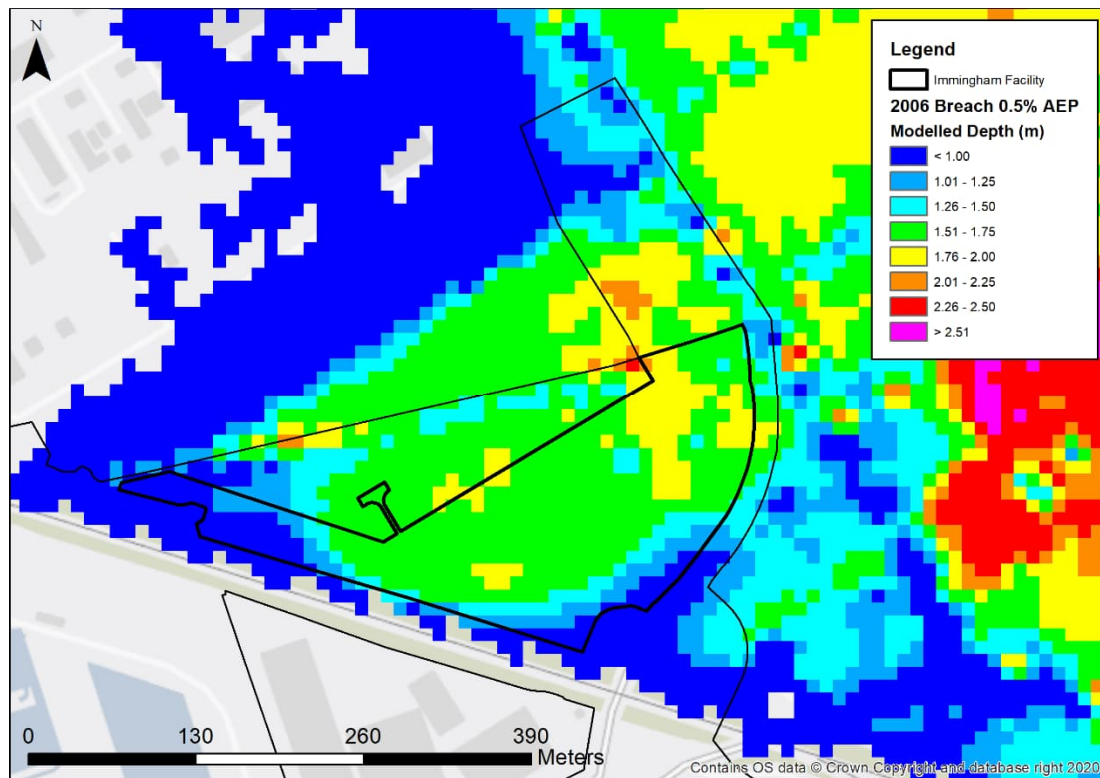 N
Legend
Immingham Facility
2006 Breach 0.5% AEP
Modelled Depth (m)
< 1.00
1.01 - 1.25
1.26 - 1.50
1.51 - 1.75
1.76 - 2.00
2.01 - 2.25
2.26 - 2.50
> 2.51
0 130 260 390
Meters
Contains OS data © Crown Copyright and database right 2020